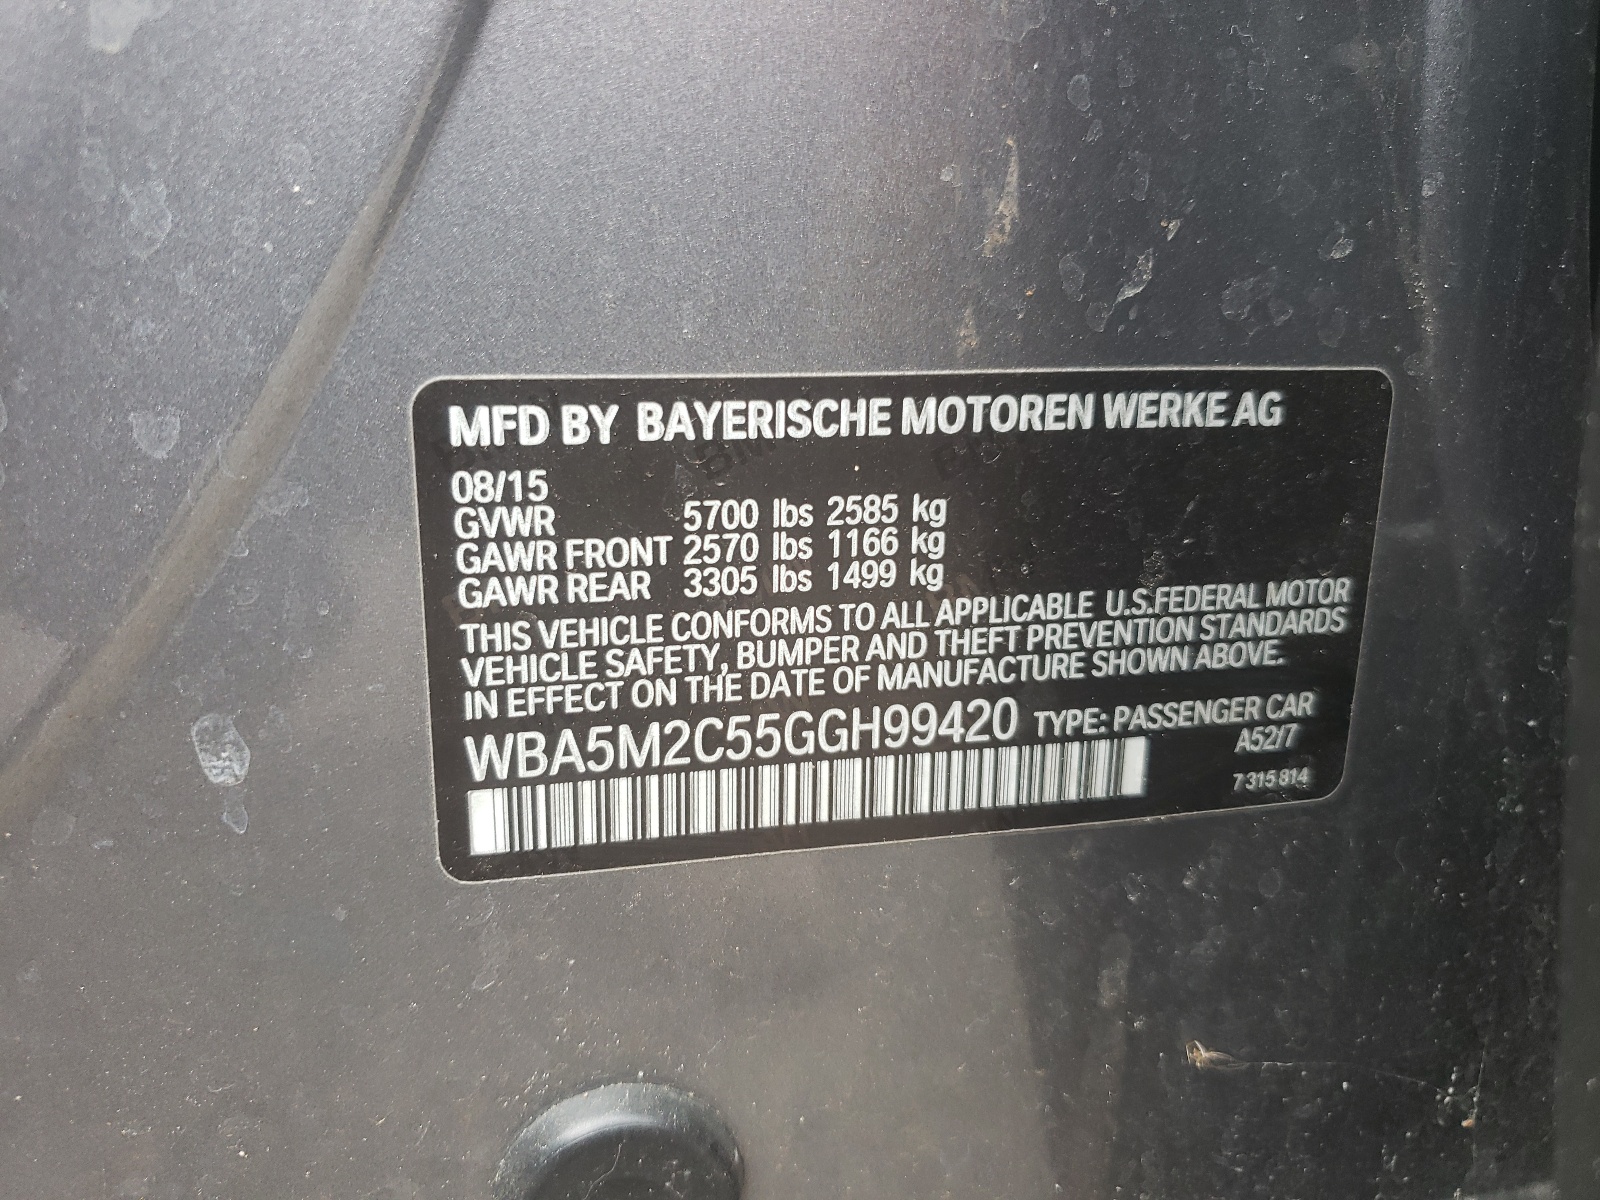 MFD BY BAYERISCHE MOTOREN WERKE AG
08/15
GVWR 5700 lbs 2585 kg
GAWR FRONT 2570 lbs 1166 kg
GAWR REAR 3305 lbs 1499 kg
THIS VEHICLE CONFORMS TO ALL APPLICABLE U.S.FEDERAL MOTOR
VEHICLE SAFETY, BUMPER AND THEFT PREVENTION STANDARDS
IN EFFECT ON THE DATE OF MANUFACTURE SHOWN ABOVE.
WBA5M2C55GGH99420 TYPE: PASSENGER CAR
A52/7
7 315 814